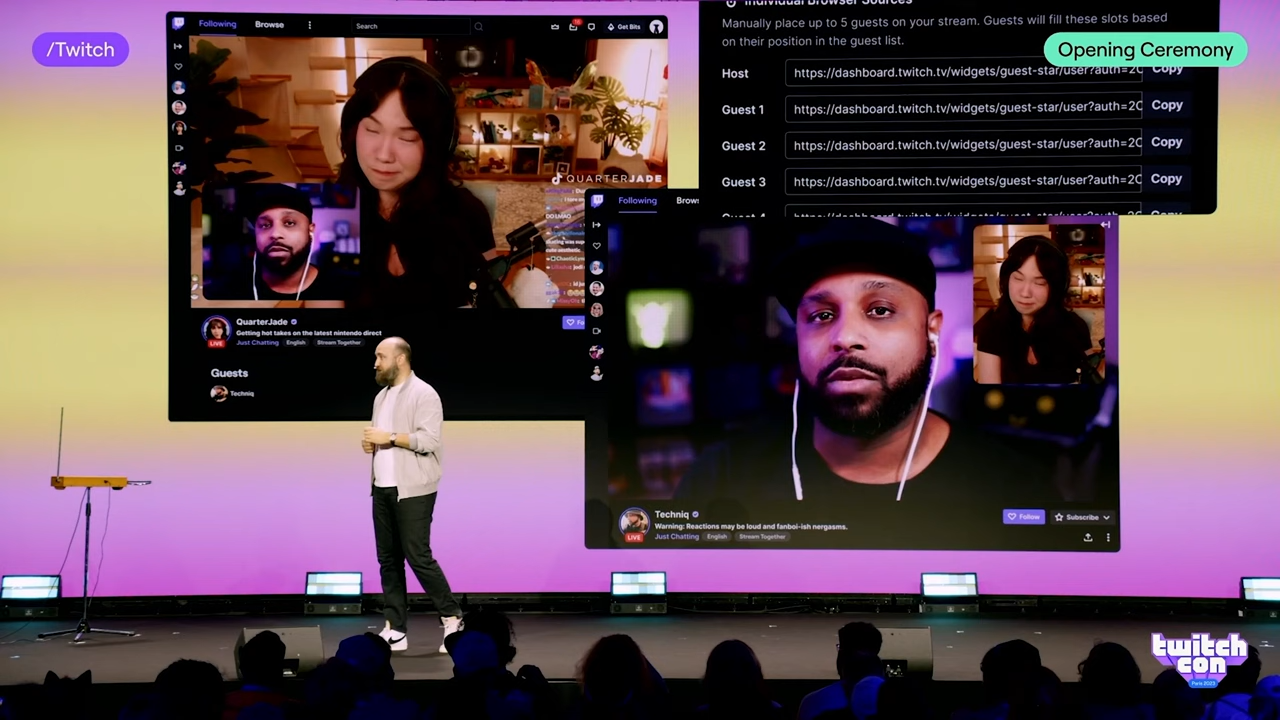 /Twitch
Opening Ceremony
Following
Browse
Search
Get Bits
Individual Browser Sources
Manually place up to 5 guests on your stream. Guests will fill these slots based
on their position in the guest list.
Host
https://dashboard.twitch.tv/widgets/guest-star/user?auth=2C
Copy
Guest 1
https://dashboard.twitch.tv/widgets/guest-star/user?auth=2C
Copy
Guest 2
https://dashboard.twitch.tv/widgets/guest-star/user?auth=2C
Copy
Guest 3
https://dashboard.twitch.tv/widgets/guest-star/user?auth=2C
Copy
QUARTERJADE
QuarterJade
Getting hot takes on the latest nintendo direct
LIVE
Just Chatting
English
Stream Together
Guests
Techniq
Following
Techniq
Warning: Reactions may be loud and fanboi-ish nergasms.
LIVE
Just Chatting
English
Stream Together
Follow
Subscribe
twitch
con
Paris 2023